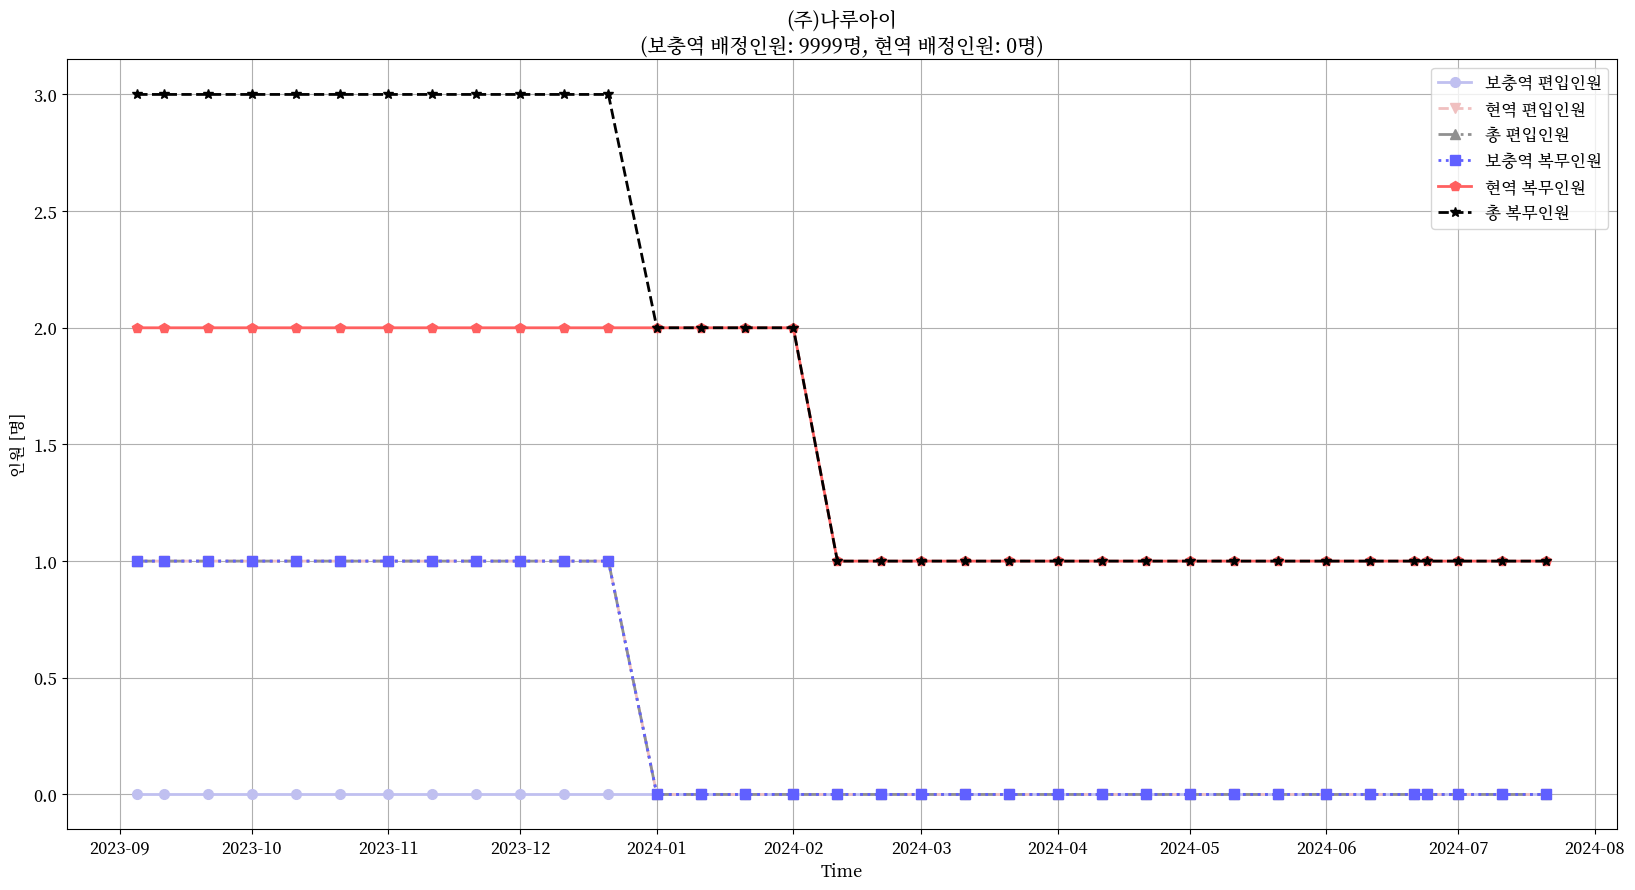 (주)나루아이
(보충역 배정인원: 9999명, 현역 배정인원: 0명)
보충역 편입인원
현역 편입인원
총 편입인원
보충역 복무인원
현역 복무인원
총 복무인원
인원 [명]
3.0
2.5
2.0
1.5
1.0
0.5
0.0
2023-09 2023-10 2023-11 2023-12 2024-01 2024-02 2024-03 2024-04 2024-05 2024-06 2024-07 2024-08
Time